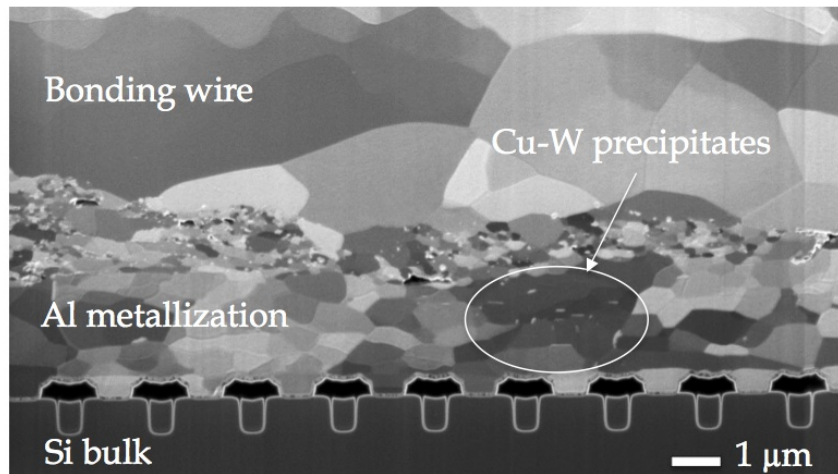 Bonding wire
Cu-W precipitates
Al metallization
Si bulk
1 μm